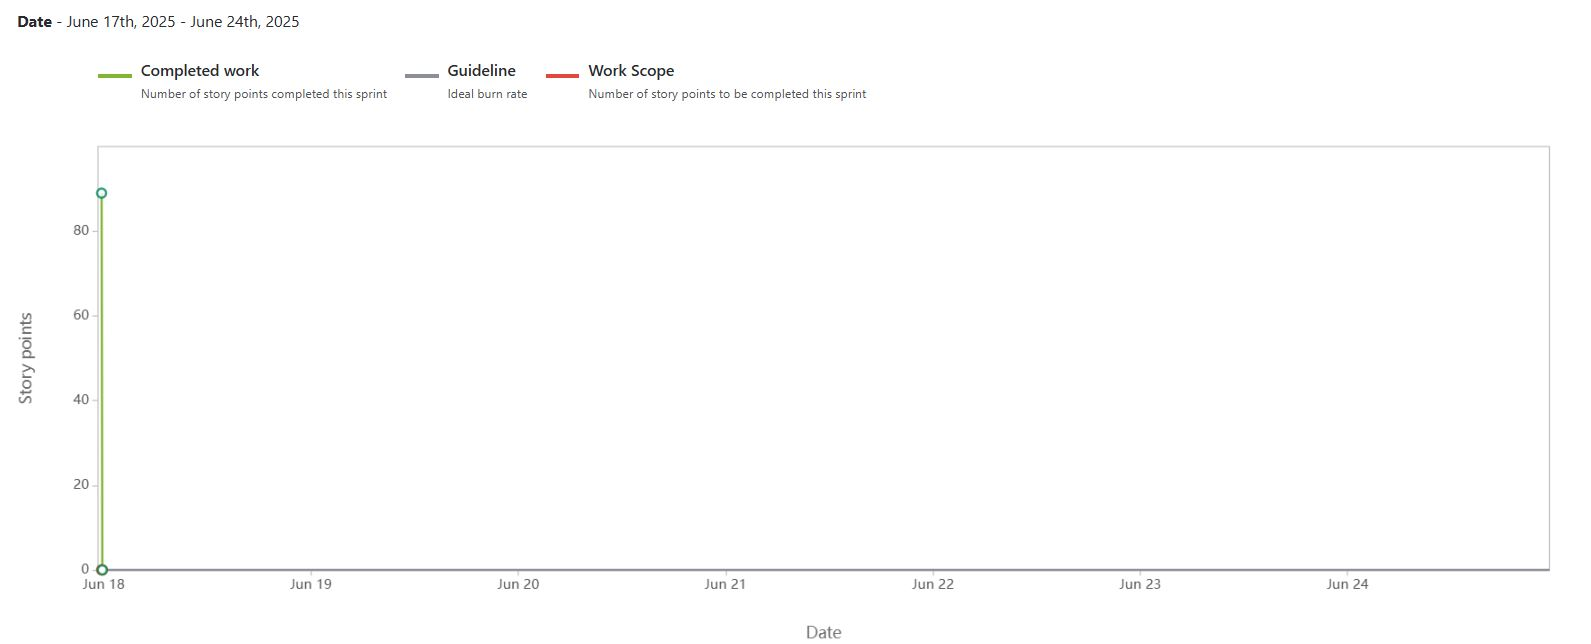 Date - June 17th, 2025 - June 24th, 2025
Completed work
Number of story points completed this sprint
Guideline
Ideal burn rate
Work Scope
Number of story points to be completed this sprint
Story points
80
60
40
20
0
Jun 18 Jun 19 Jun 20 Jun 21 Jun 22 Jun 23 Jun 24
Date